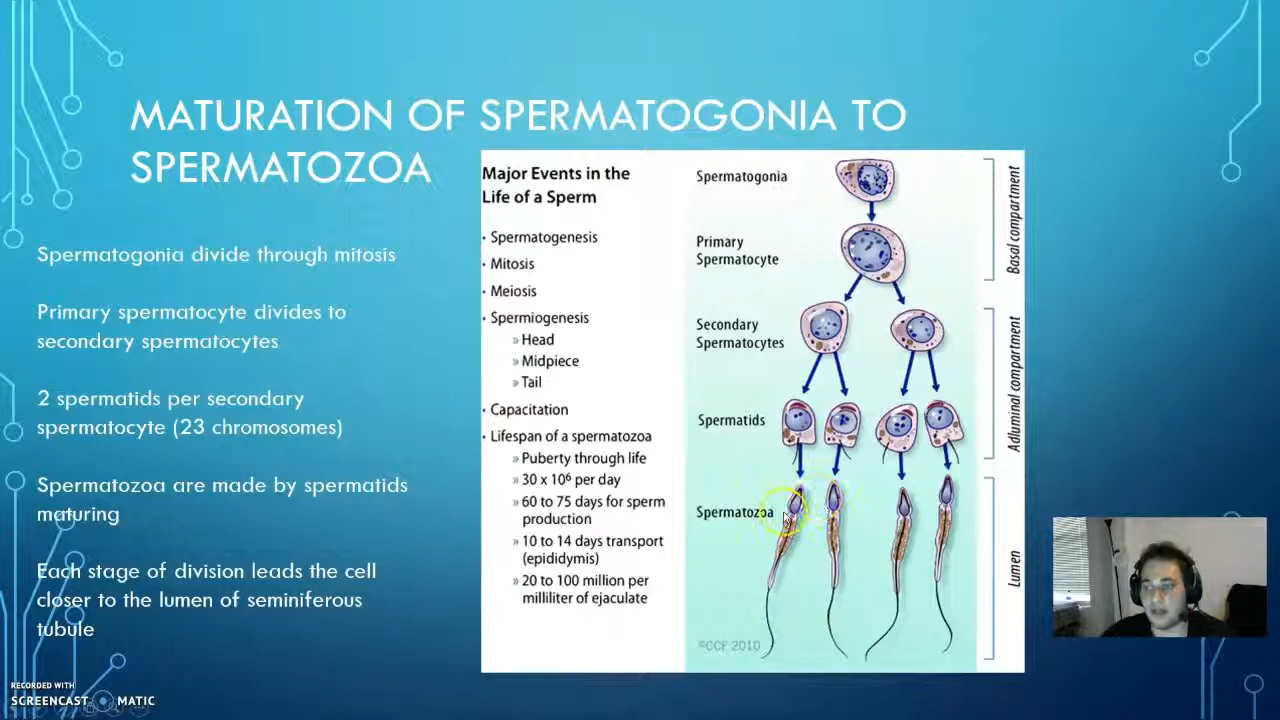 MATURATION OF SPERMATOGONIA TO
SPERMATOZOA
Spermatogonia divide through mitosis
Primary spermatocyte divides to
secondary spermatocytes
2 spermatids per secondary
spermatocyte (23 chromosomes)
Spermatozoa are made by spermatids
maturing
Each stage of division leads the cell
closer to the lumen of seminiferous
tubule
Major Events in the
Life of a Sperm
· Spermatogenesis
· Mitosis
· Meiosis
· Spermiogenesis
» Head
» Midpiece
» Tail
· Capacitation
· Lifespan of a spermatozoa
» Puberty through life
» 30 x 10⁶ per day
» 60 to 75 days for sperm
production
» 10 to 14 days transport
(epididymis)
» 20 to 100 million per
milliliter of ejaculate
Spermatogonia
Primary
Spermatocyte
Secondary
Spermatocytes
Spermatids
Spermatozoa
©CCF 2010
Basal compartment
Adluminal compartment
Lumen
RECORDED WITH
SCREENCAST MATIC